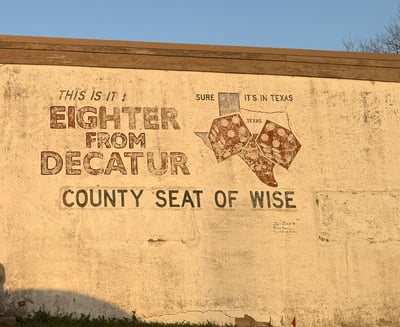 THIS IS IT:
EIGHTER
FROM
DECATUR
SURE IT'S IN TEXAS
TEXAS
COUNTY SEAT OF WISE